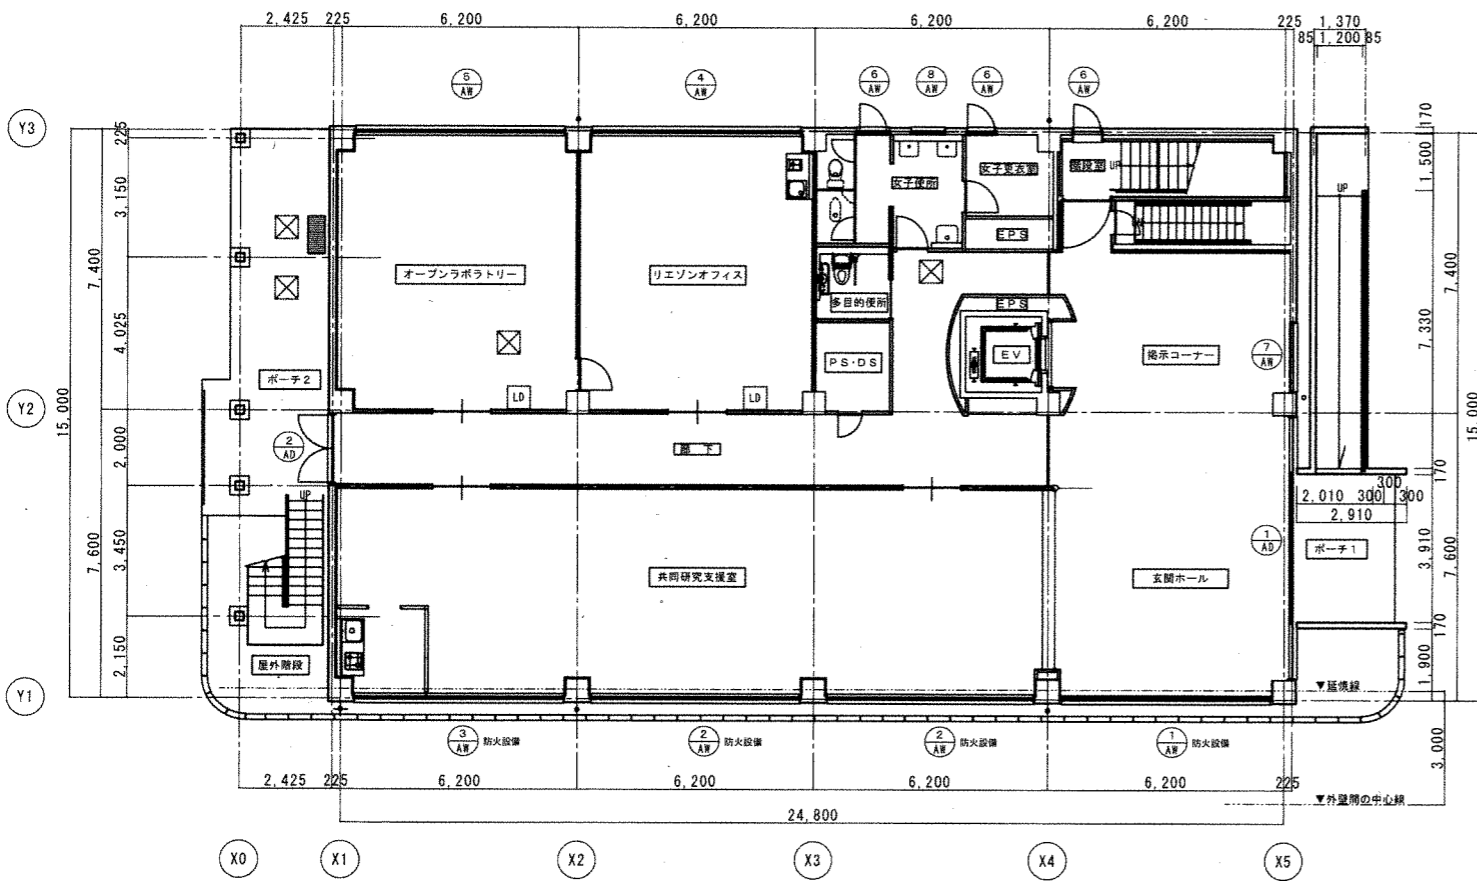 2,425 225 6,200 6,200 6,200 6,200 225 1,370
85 1,200 85
5 AW
4 AW
6 AW
8 AW
6 AW
6 AW
Y3
225
170
3,150
1,500
女子便所
女子更衣室
階段室
UP
UP
EPS
7,400
オープンラボラトリー
リエゾンオフィス
多目的便所
EPS
7,400
4,025
7,330
ポーチ2
PS・DS
EV
掲示コーナー
7 AW
LD
LD
Y2
15,000
15,000
2,000
2 AD
廊下
170
UP
300
2,010 300 300
2,910
7,600
3,450
1 AD
ポーチ1
3,910
7,600
共同研究支援室
玄関ホール
170
屋外階段
2,150
1,900
▼延焼線
Y1
3 AW 防火設備
2 AW 防火設備
2 AW 防火設備
1 AW 防火設備
3,000
2,425 225 6,200 6,200 6,200 6,200 225
▼外壁間の中心線
24,800
X0 X1 X2 X3 X4 X5